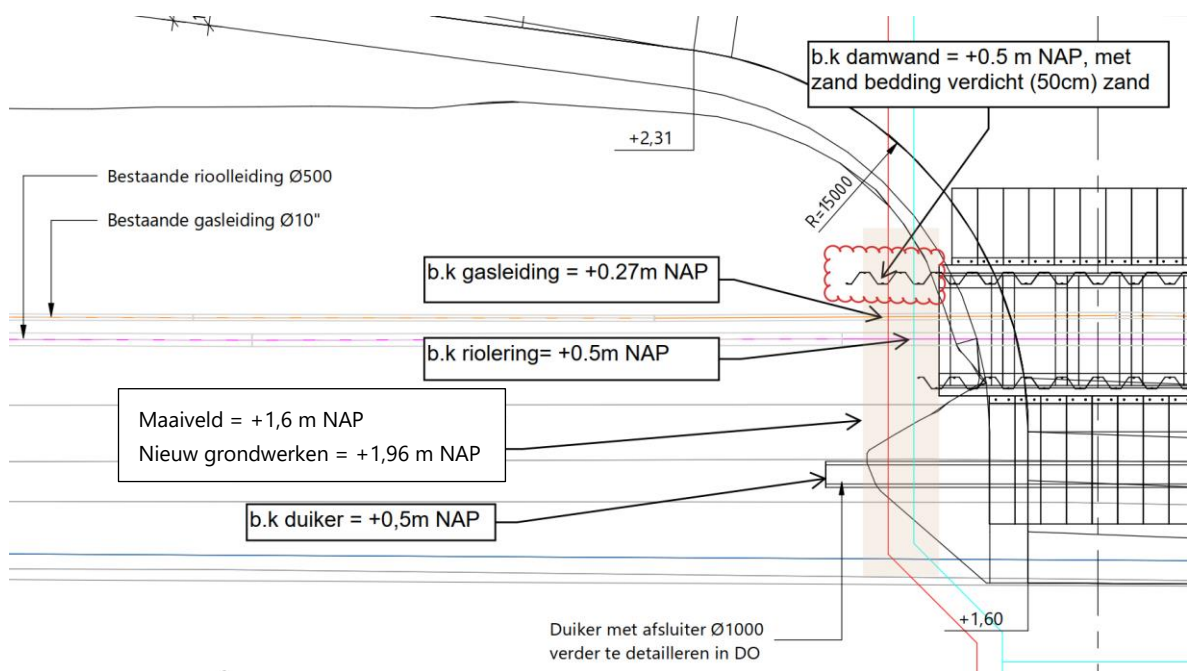 b.k damwand = +0.5 m NAP, met
zand bedding verdicht (50cm) zand
+2,31
Bestaande rioolleiding Ø500
R=15000
Bestaande gasleiding Ø10"
b.k gasleiding = +0.27m NAP
b.k riolering= +0.5m NAP
Maaiveld = +1,6 m NAP
Nieuw grondwerken = +1,96 m NAP
b.k duiker = +0,5m NAP
+1,60
Duiker met afsluiter Ø1000
verder te detailleren in DO